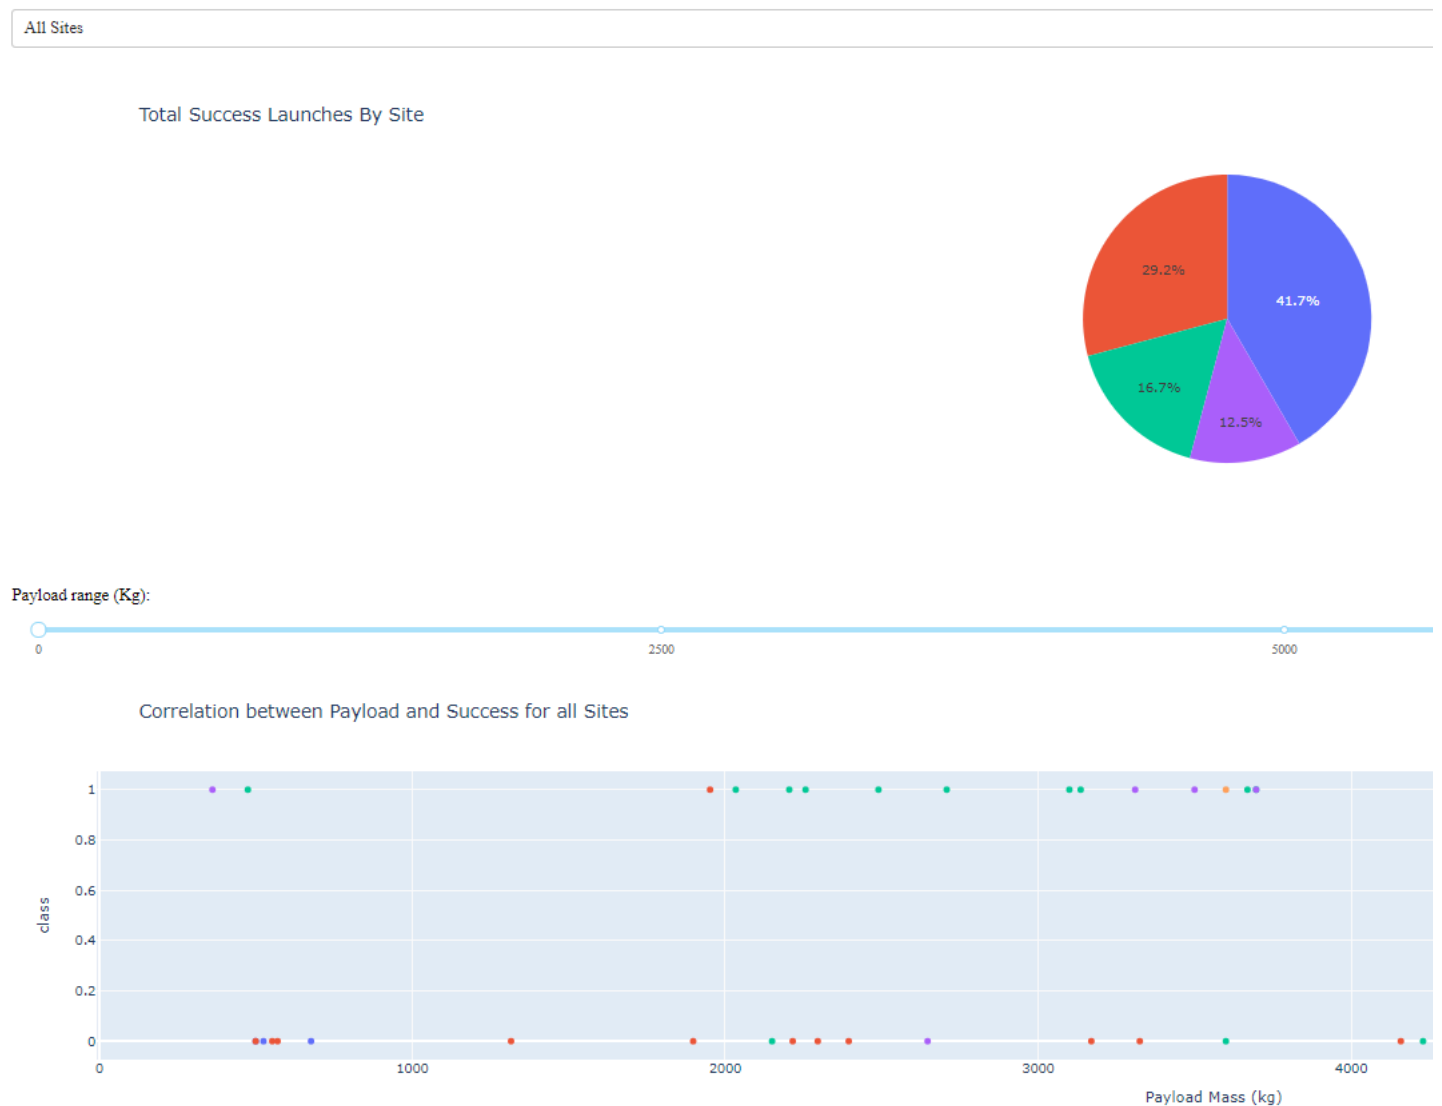 All Sites
Total Success Launches By Site
29.2%
41.7%
16.7%
12.5%
Payload range (Kg):
0 2500 5000
Correlation between Payload and Success for all Sites
1
0.8
0.6
class
0.4
0.2
0
0 1000 2000 3000 4000
Payload Mass (kg)